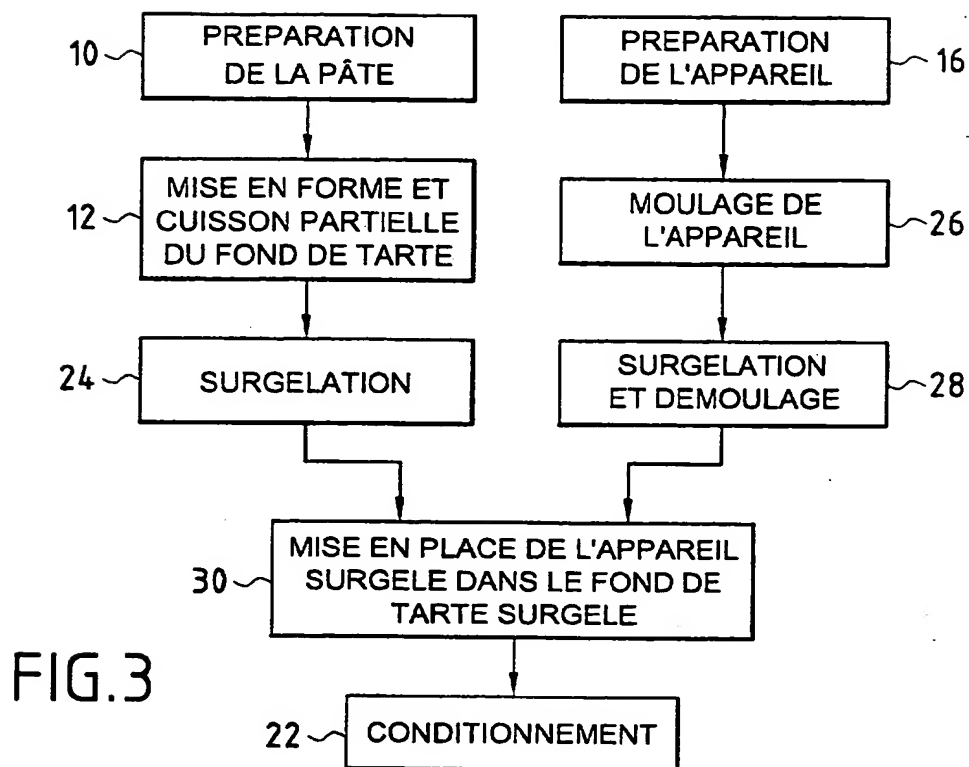 10
PREPARATION
DE LA PÂTE
PREPARATION
DE L'APPAREIL
16
12
MISE EN FORME ET
CUISSON PARTIELLE
DU FOND DE TARTE
MOULAGE DE
L'APPAREIL
26
24
SURGELATION
SURGELATION
ET DEMOULAGE
28
30
MISE EN PLACE DE L'APPAREIL
SURGELE DANS LE FOND DE
TARTE SURGELE
FIG.3
22
CONDITIONNEMENT